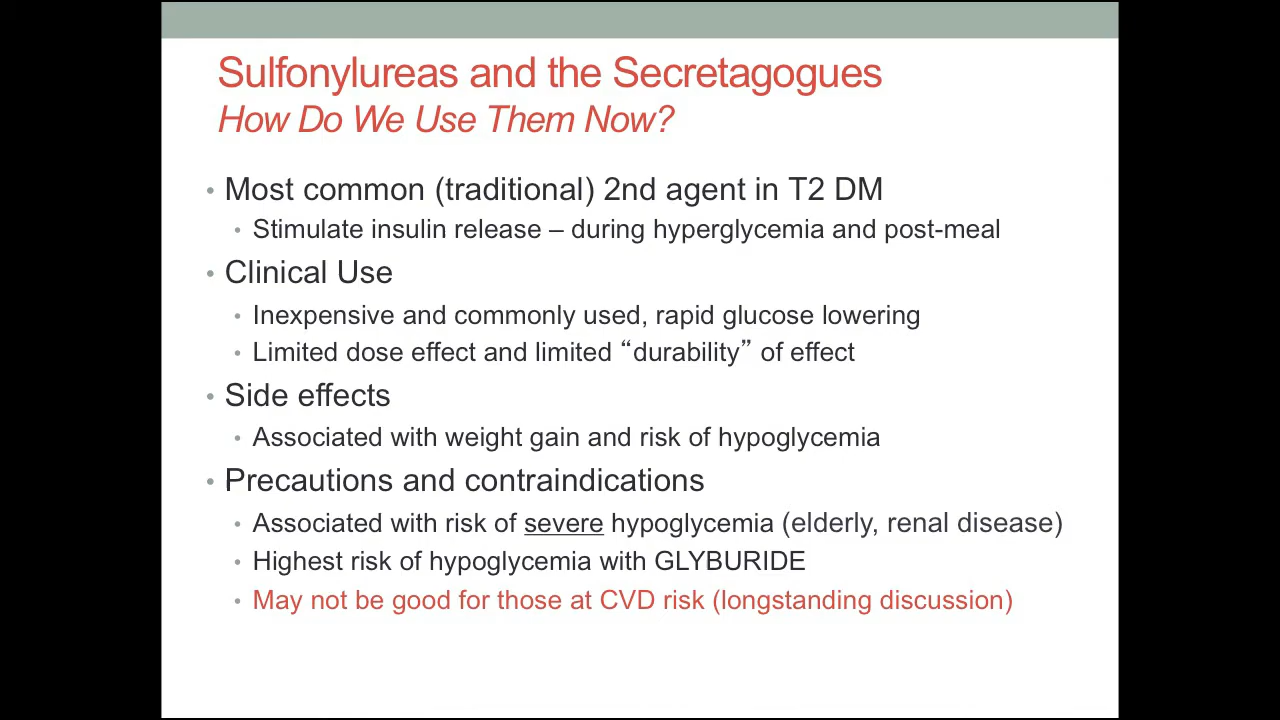 Sulfonylureas and the Secretagogues
How Do We Use Them Now?
• Most common (traditional) 2nd agent in T2 DM
• Stimulate insulin release – during hyperglycemia and post-meal
• Clinical Use
• Inexpensive and commonly used, rapid glucose lowering
• Limited dose effect and limited “durability” of effect
• Side effects
• Associated with weight gain and risk of hypoglycemia
• Precautions and contraindications
• Associated with risk of severe hypoglycemia (elderly, renal disease)
• Highest risk of hypoglycemia with GLYBURIDE
• May not be good for those at CVD risk (longstanding discussion)